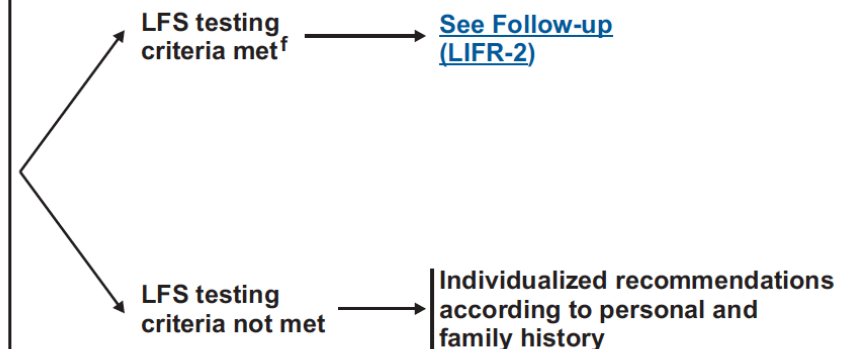 LFS testing
criteria met^f
See Follow-up
(LIFR-2)
LFS testing
criteria not met
Individualized recommendations
according to personal and
family history